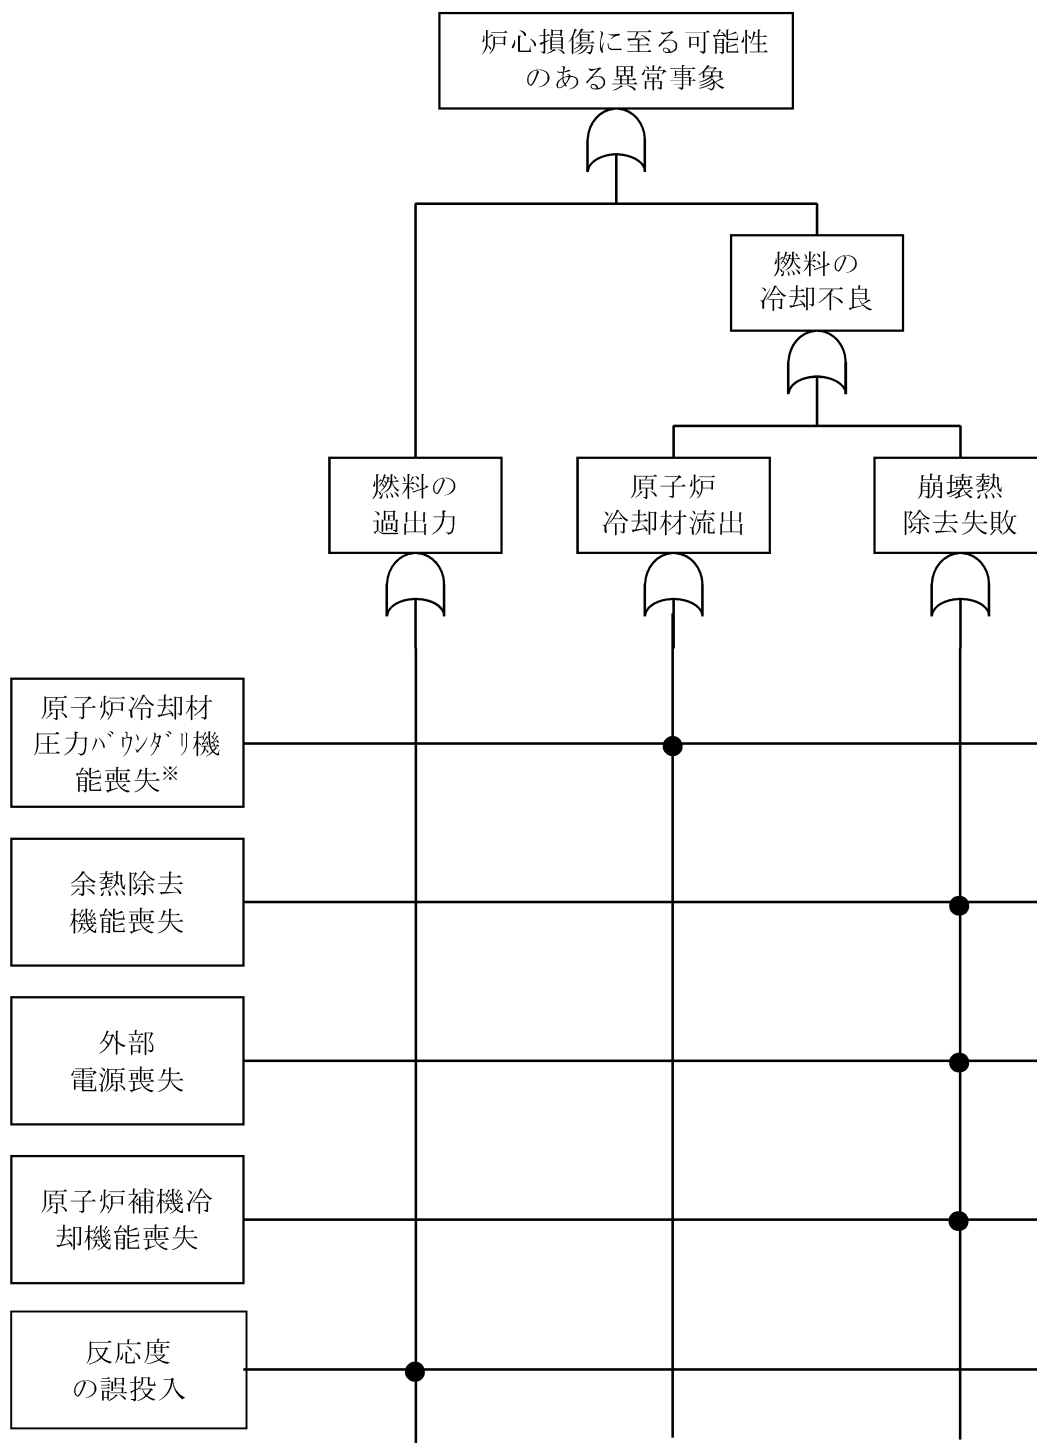 炉心損傷に至る可能性
のある異常事象
燃料の
冷却不良
燃料の
過出力
原子炉
冷却材流出
崩壊熱
除去失敗
原子炉冷却材
圧力ﾊﾞｳﾝﾀﾞﾘ機
能喪失※
余熱除去
機能喪失
外部
電源喪失
原子炉補機冷
却機能喪失
反応度
の誤投入